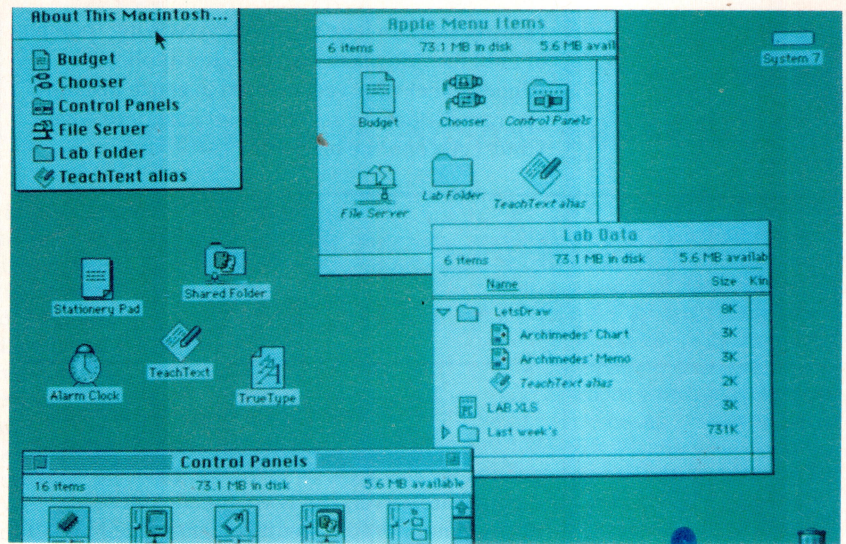 About This Macintosh...
Budget
Chooser
Control Panels
File Server
Lab Folder
TeachText alias
Apple Menu Items
6 items 73.1 MB in disk 5.6 MB avail
Budget Chooser Control Panels
File Server Lab Folder TeachText alias
System 7
Lab Data
6 items 73.1 MB in disk 5.6 MB availab
Name Size Kin
LetsDraw 8K
Archimedes' Chart 3K
Archimedes' Memo 3K
TeachText alias 2K
LAB.XLS 3K
Last week's 731K
Stationery Pad
Shared Folder
TeachText
Alarm Clock
TrueType
Control Panels
16 items 73.1 MB in disk 5.6 MB available